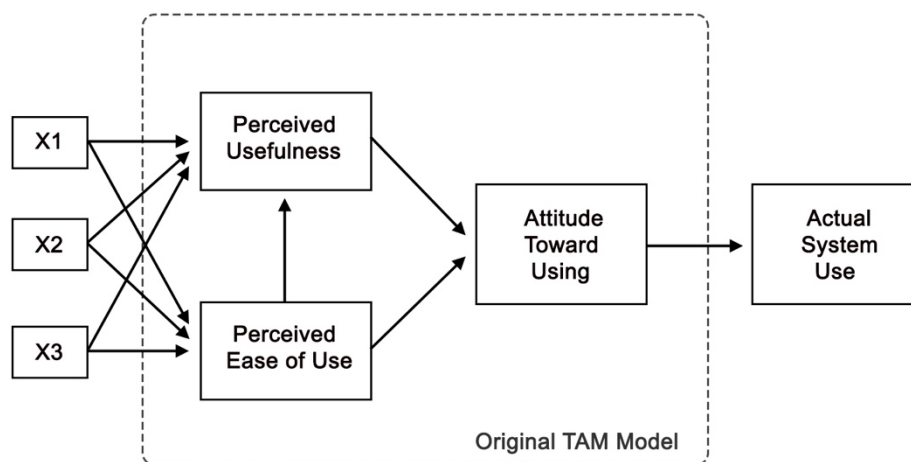 X1
X2
X3
Perceived
Usefulness
Perceived
Ease of Use
Attitude
Toward
Using
Actual
System
Use
Original TAM Model